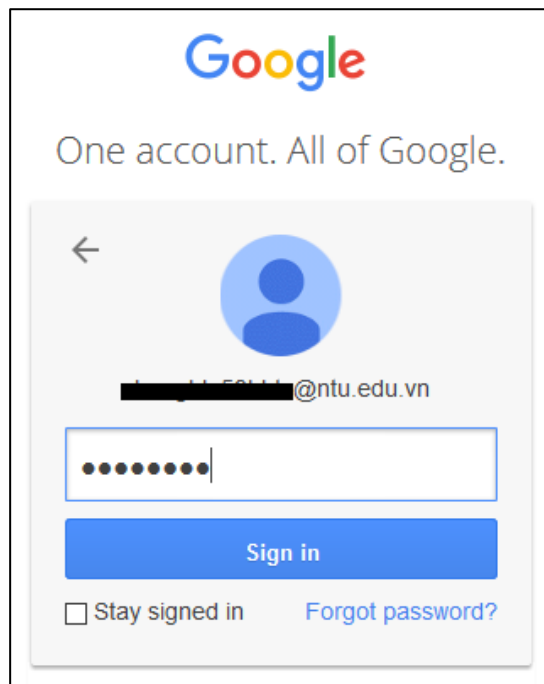 Google
One account. All of Google.
@ntu.edu.vn
••••••••
Sign in
Stay signed in
Forgot password?